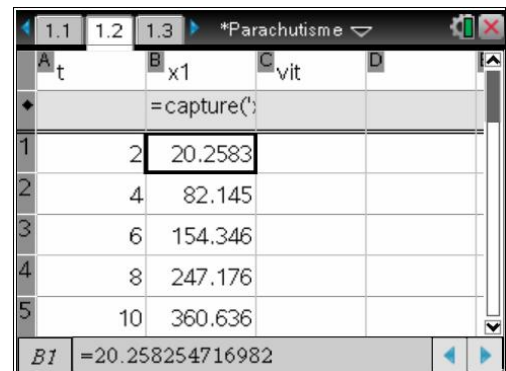 1.1 1.2 1.3 *Parachutisme
A t B x1 C vit D
=capture('
1 2 20.2583
2 4 82.145
3 6 154.346
4 8 247.176
5 10 360.636
B1 =20.258254716982